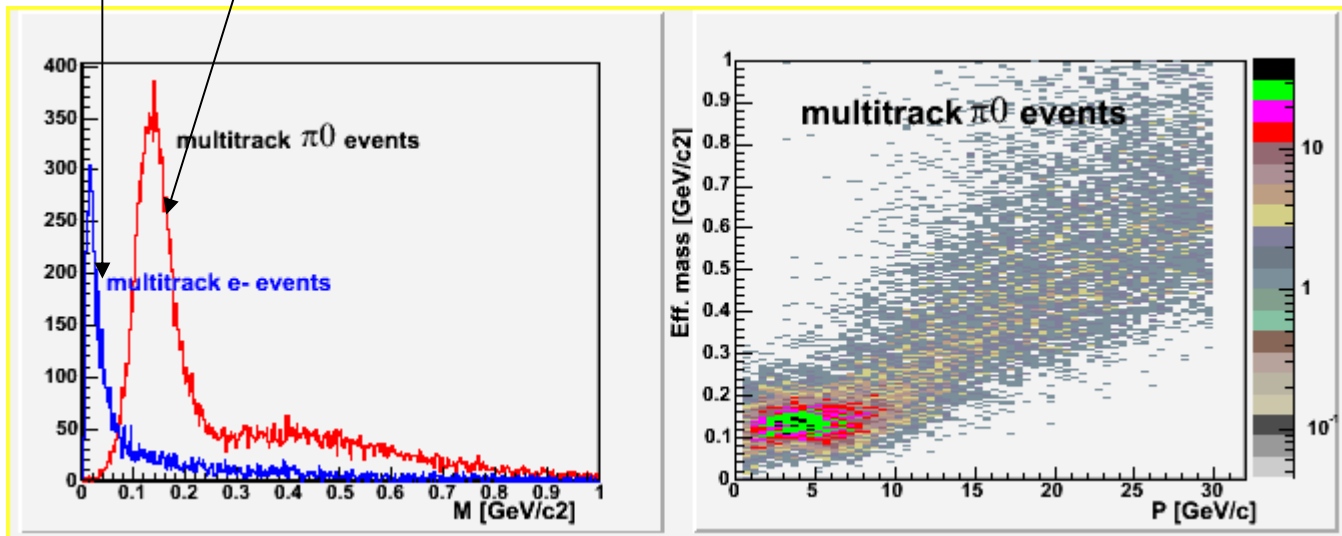 400
350
300
250
200
150
100
50
0
0 0.1 0.2 0.3 0.4 0.5 0.6 0.7 0.8 0.9 1
M [GeV/c2]
multitrack π0 events
multitrack e- events
1
0.9
0.8
0.7
0.6
0.5
0.4
0.3
0.2
0.1
0
Eff. mass [GeV/c2]
multitrack π0 events
0 5 10 15 20 25 30
P [GeV/c]
10
1
10⁻¹